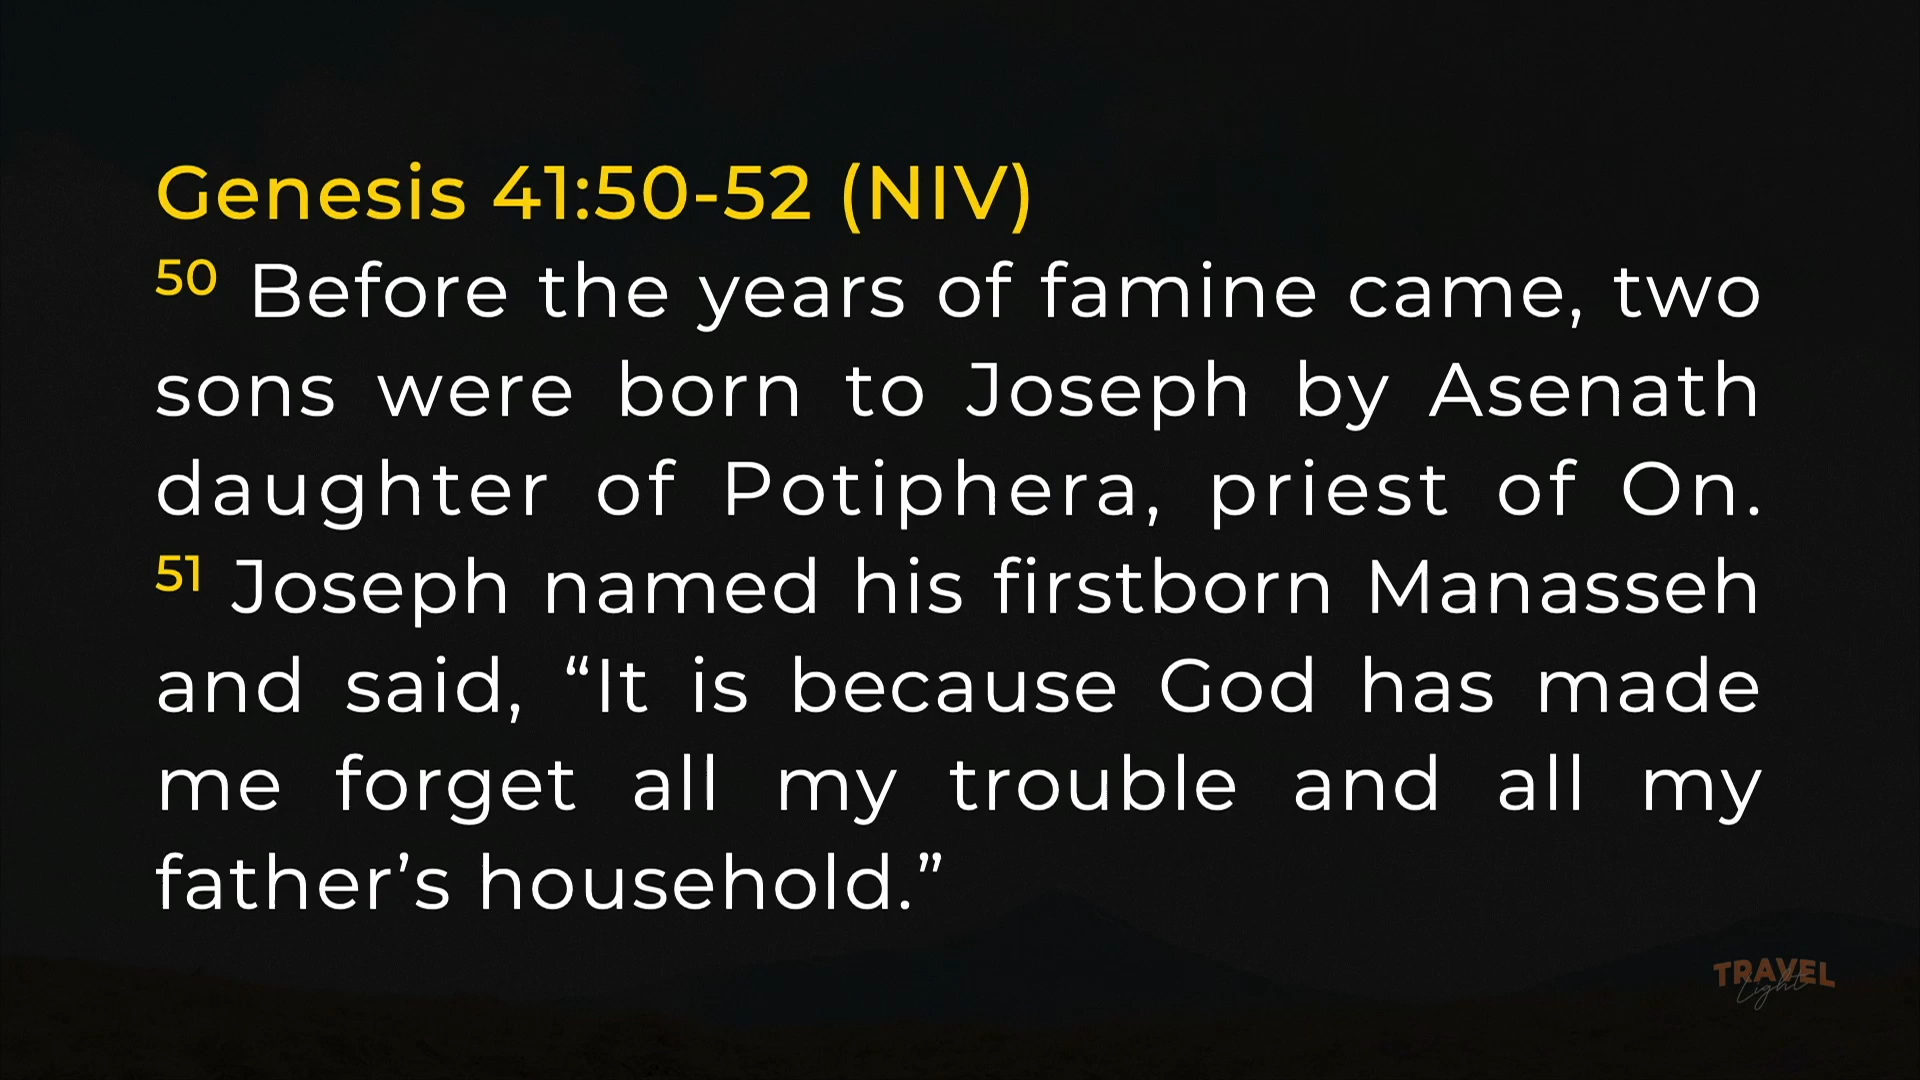 Genesis 41:50-52 (NIV)
50 Before the years of famine came, two
sons were born to Joseph by Asenath
daughter of Potiphera, priest of On.
51 Joseph named his firstborn Manasseh
and said, “It is because God has made
me forget all my trouble and all my
father’s household.”
TRAVEL
Light